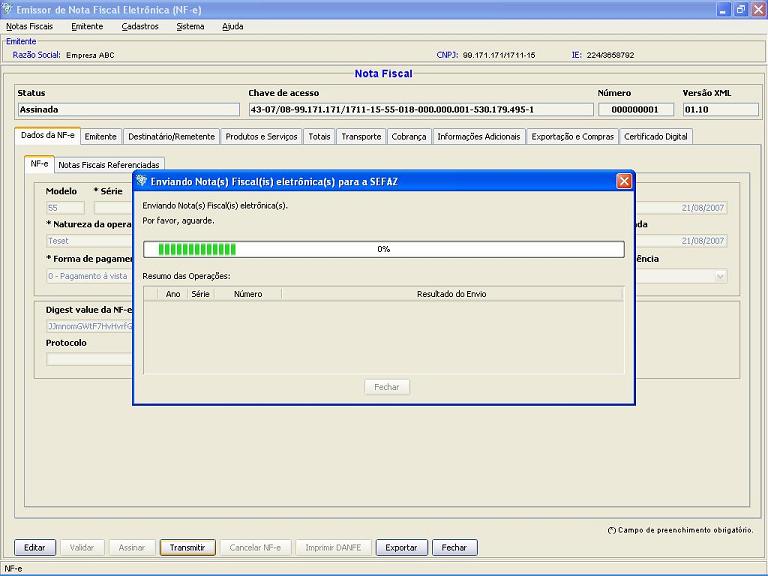 Emissor de Nota Fiscal Eletrônica (NF-e)
Notas Fiscais Emitente Cadastros Sistema Ajuda
Emitente
Razão Social: Empresa ABC CNPJ: 99.171.171/1711-15 IE: 224/3658792
Nota Fiscal
Status Chave de acesso Número Versão XML
Assinada 43-07/08-99.171.171/1711-15-55-018-000.000.001-530.179.495-1 000000001 01.10
Dados da NF-e Emitente Destinatário/Remetente Produtos e Serviços Totais Transporte Cobrança Informações Adicionais Exportação e Compras Certificado Digital
NF-e Notas Fiscais Referenciadas
Enviando Nota(s) Fiscal(is) eletrônica(s) para a SEFAZ
Modelo * Série
55 21/08/2007
Enviando Nota(s) Fiscal(is) eletrônica(s).
Por favor, aguarde.
* Natureza da opera da
Teset 21/08/2007
0%
* Forma de pagamen ência
0 - Pagamento à vista
Resumo das Operações:
Ano Série Número Resultado do Envio
Digest value da NF-e
Protocolo
Fechar
(*) Campo de preenchimento obrigatório.
Editar Validar Assinar Transmitir Cancelar NF-e Imprimir DANFE Exportar Fechar
NF-e